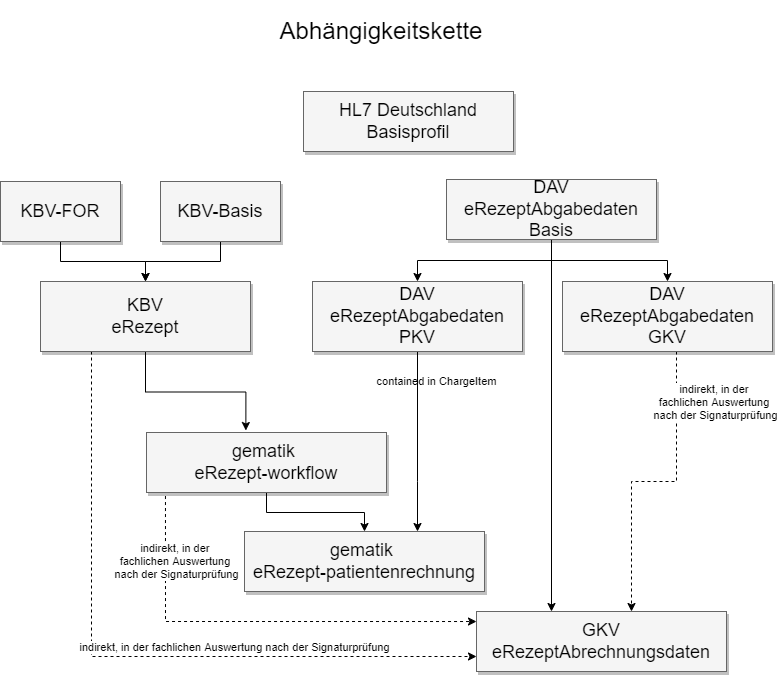 Abhängigkeitskette
HL7 Deutschland
Basisprofil
KBV-FOR
KBV-Basis
DAV
eRezeptAbgabedaten
Basis
KBV
eRezept
DAV
eRezeptAbgabedaten
PKV
DAV
eRezeptAbgabedaten
GKV
contained in ChargeItem
indirekt, in der
fachlichen Auswertung
nach der Signaturprüfung
gematik
eRezept-workflow
indirekt, in der
fachlichen Auswertung
nach der Signaturprüfung
gematik
eRezept-patientenrechnung
GKV
eRezeptAbrechnungsdaten
indirekt, in der fachlichen Auswertung nach der Signaturprüfung